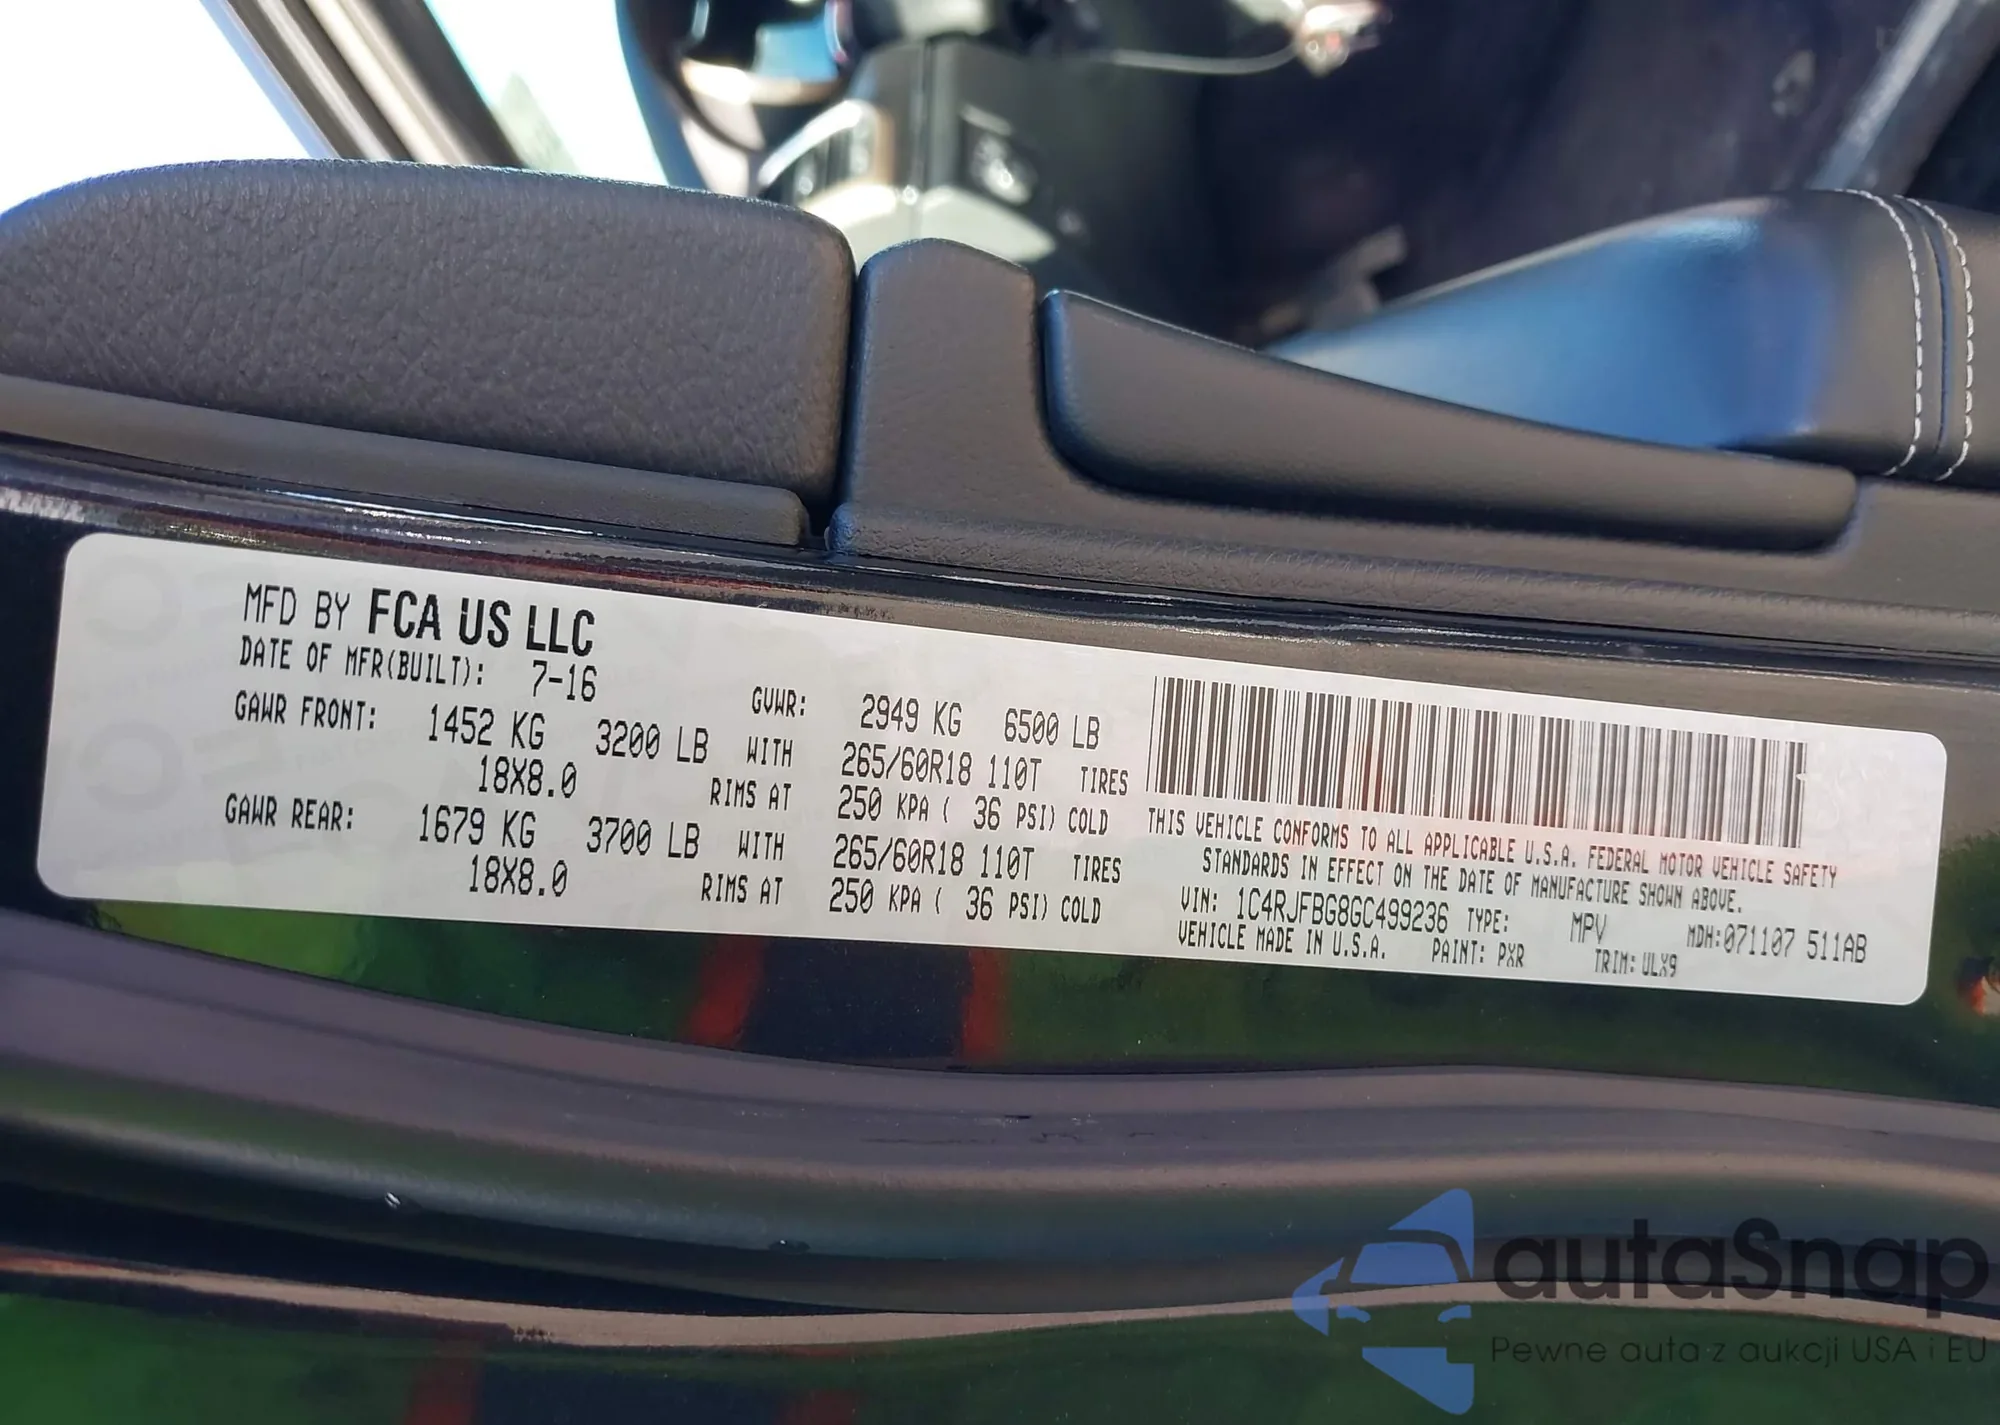 MFD BY FCA US LLC
DATE OF MFR(BUILT): 7-16
GVWR: 2949 KG 6500 LB
GAWR FRONT: 1452 KG 3200 LB WITH 265/60R18 110T TIRES
18X8.0 RIMS AT 250 KPA ( 36 PSI) COLD
GAWR REAR: 1679 KG 3700 LB WITH 265/60R18 110T TIRES
18X8.0 RIMS AT 250 KPA ( 36 PSI) COLD
THIS VEHICLE CONFORMS TO ALL APPLICABLE U.S.A. FEDERAL MOTOR VEHICLE SAFETY
STANDARDS IN EFFECT ON THE DATE OF MANUFACTURE SHOWN ABOVE.
VIN: 1C4RJFBG8GC499236 TYPE: MPV MDH:071107 511AB
VEHICLE MADE IN U.S.A. PAINT: PXR TRIM: ULX9
autaSnap
Pewne auta z aukcji USA i EU